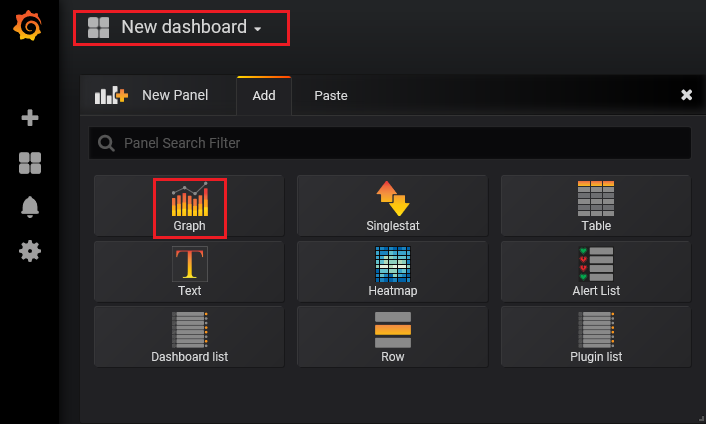 New dashboard
New Panel Add Paste
Panel Search Filter
Graph Singlestat Table
T
Text Heatmap Alert List
Dashboard list Row Plugin list